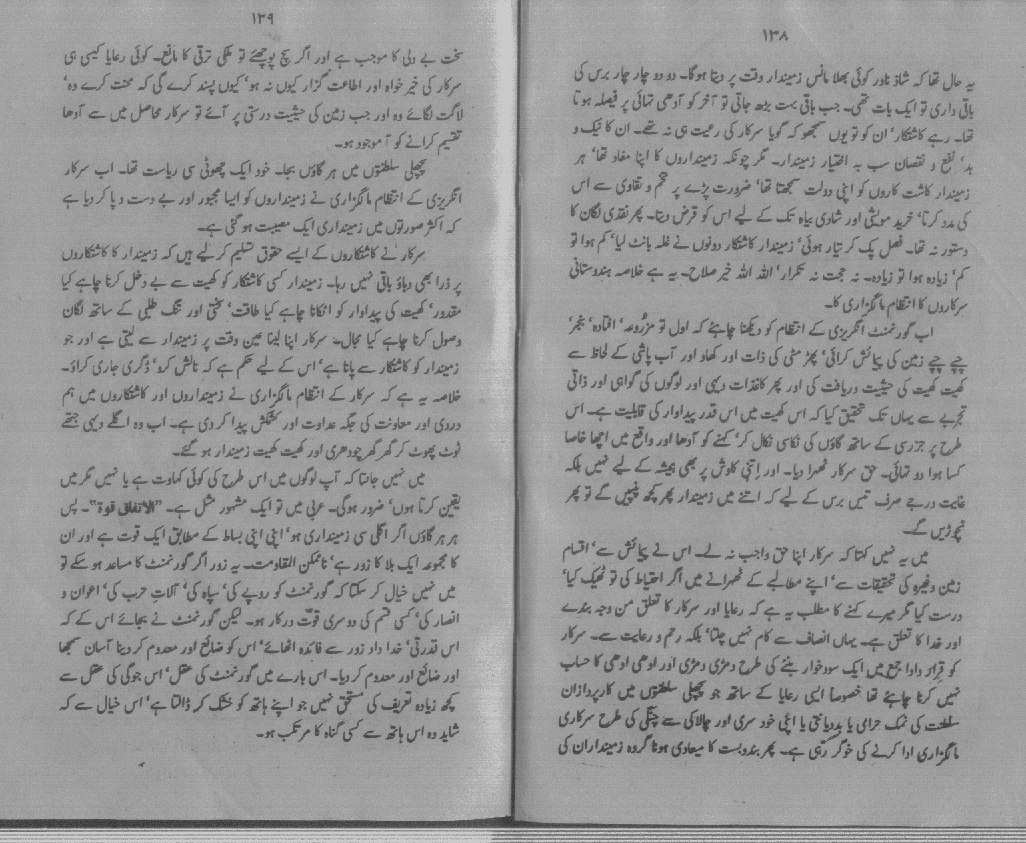 ۱۳۸
یہ حال تھا کہ شاذ نادر کوئی بھلا مانس زمیندار وقت پر دیتا ہوگا۔ دو دو چار چار برس کی
باقی داری تو ایک بات تھی۔ جب باقی بہت بڑھ جاتی تو آخر کو آدھی تہائی پر فیصلہ ہوتا
تھا۔ رہے کاشتکار‘ ان کو تو یوں سمجھو کہ گویا سرکار کی رعیت ہی نہ تھے۔ ان کا نیک و
بد‘ نفع و نقصان سب بہ اختیار زمیندار۔ مگر چونکہ زمینداروں کا اپنا مفاد تھا‘ ہر
زمیندار کاشت کاروں کو اپنی دولت سمجھتا تھا‘ ضرورت پڑے پر تخم و تقاوی سے اس
کی مدد کرتا‘ خرید مویشی اور شادی بیاہ تک کے لیے اس کو قرض دیتا۔ پھر نقدی لگان کا
دستور نہ تھا۔ فصل پک کر تیار ہوئی‘ زمیندار کاشتکار دونوں نے غلہ بانٹ لیا‘ کم ہوا تو
کم‘ زیادہ ہوا تو زیادہ۔ نہ حجت نہ تکرار‘ اللہ اللہ خیر صلاح۔ یہ ہے خلاصہ ہندوستانی
سرکاروں کا انتظام مالگزاری کا۔
اب گورنمنٹ انگریزی کے انتظام کو دیکھنا چاہئے کہ اول تو مزروعہ‘ افتادہ‘ بنجر‘
چپے چپے زمین کی پیمائش کرائی‘ پھر مٹی کی ذات اور کھاد اور آب پاشی کے لحاظ سے
کھیت کھیت کی حیثیت دریافت کی اور پھر کاغذات دیہی اور لوگوں کی گواہی اور ذاتی
تجربے سے یہاں تک تحقیق کیا کہ اس کھیت میں اس قدر پیداوار کی قابلیت ہے۔ اس
طرح پر جزرسی کے ساتھ گاؤں کی نکاسی نکال کر‘ کہنے کو آدھا اور واقع میں اچھا خاصا
کسا ہوا دو تہائی۔ حق سرکار ٹھہرا دیا۔ اور اتنی کاوش پر بھی ہمیشہ کے لیے نہیں بلکہ
غایت درجے صرف تیس برس کے لیے کہ اتنے میں زمیندار پھر کچھ پنپیں گے تو پھر
نچوڑیں گے۔
میں یہ نہیں کہتا کہ سرکار اپنا حق واجب نہ لے۔ اس نے پیمائش سے‘ اقسام
زمین وغیرہ کی تحقیقات سے‘ اپنے مطالبے کے ٹھہرانے میں اگر احتیاط کی تو ٹھیک کیا‘
درست کیا مگر میرے کہنے کا مطلب یہ ہے کہ رعایا اور سرکار کا تعلق من وجہ بندے
اور خدا کا تعلق ہے۔ یہاں انصاف سے کام نہیں چلتا‘ بلکہ رحم و رعایت سے۔ سرکار
کو قرار داد جمع میں ایک سود خوار بنئے کی طرح دمڑی دمڑی اور ادھی ادھی کا حساب
نہیں کرنا چاہئے تھا خصوصاً ایسی رعایا کے ساتھ جو پچھلی سلطنتوں میں کارپردازان
سلطنت کی نمک حرامی یا بددیانتی یا اپنی خود سری اور چالاکی سے چنگی کی طرح سرکاری
مالگزاری ادا کرنے کی خوگر رہی ہے۔ پھر بندوبست کا میعادی ہونا گروہ زمینداران کی
۱۳۹
سخت بے دلی کا موجب ہے اور اگر سچ پوچھئے تو ملکی ترقی کا مانع۔ کوئی رعایا کیسی ہی
سرکار کی خیر خواہ اور اطاعت گزار کیوں نہ ہو‘ کیوں پسند کرے گی کہ محنت کرے وہ‘
لاگت لگائے وہ اور جب زمین کی حیثیت درستی پر آئے تو سرکار محاصل میں سے آدھا
تقسیم کرانے کو آ موجود ہو۔
پچھلی سلطنتوں میں ہر گاؤں بجا۔ خود ایک چھوٹی سی ریاست تھا۔ اب سرکار
انگریزی کے انتظام مالگزاری نے زمینداروں کو ایسا مجبور اور بے دست و پا کر دیا ہے
کہ اکثر صورتوں میں زمینداری ایک مصیبت ہو گئی ہے۔
سرکار نے کاشتکاروں کے ایسے حقوق تسلیم کر لیے ہیں کہ زمیندار کا کاشتکاروں
پر ذرا بھی دباؤ باقی نہیں رہا۔ زمیندار کسی کاشتکار کو کھیت سے بے دخل کرنا چاہے کیا
مقدور‘ کھیت کی پیداوار کو اٹکانا چاہے کیا طاقت‘ سختی اور تنگ طلبی کے ساتھ لگان
وصول کرنا چاہے کیا مجال۔ سرکار اپنا لینا عین وقت پر زمیندار سے لیتی ہے اور جو
زمیندار کو کاشتکار سے پانا ہے‘ اس کے لیے حکم ہے کہ نالش کرو‘ ڈگری جاری کراؤ۔
خلاصہ یہ ہے کہ سرکار کے انتظام مالگزاری نے زمینداروں اور کاشتکاروں میں ہم
دردی اور معاونت کی جگہ عداوت اور کشمکش پیدا کر دی ہے۔ اب وہ اگلے دیہی جتھے
ٹوٹ پھوٹ کر گھر گھر چودھری اور کھیت کھیت زمیندار ہو گئے۔
میں نہیں جانتا کہ آپ لوگوں میں اس طرح کی کوئی کہاوت ہے یا نہیں مگر میں
یقین کرتا ہوں‘ ضرور ہوگی۔ عربی میں تو ایک مشہور مثل ہے۔ ”الاتفاق قوۃ“۔ پس
ہر ہر گاؤں اگر اگلی سی زمینداری ہو‘ اپنی اپنی بساط کے مطابق ایک قوت ہے اور ان
کا مجموعہ ایک بلا کا زور ہے‘ ناممکن المقاومت۔ یہ زور اگر گورنمنٹ کا مساعد ہو سکے تو
میں نہیں خیال کر سکتا کہ گورنمنٹ کو روپے کی‘ سپاہ کی‘ آلات حرب کی‘ اعوان و
انصار کی‘ کسی قسم کی دوسری قوت درکار ہو۔ لیکن گورنمنٹ نے بجائے اس کے کہ
اس قدرتی‘ خدا داد زور سے فائدہ اٹھائے‘ اس کو ضائع اور معدوم کر دینا آسان سمجھا
اور ضائع اور معدوم کر دیا۔ اس بارے میں گورنمنٹ کی عقل‘ اس جوگی کی عقل سے
کچھ زیادہ تعریف کی مستحق نہیں جو اپنے ہاتھ کو خشک کر ڈالتا ہے‘ اس خیال سے کہ
شاید وہ اس ہاتھ سے کسی گناہ کا مرتکب ہو۔